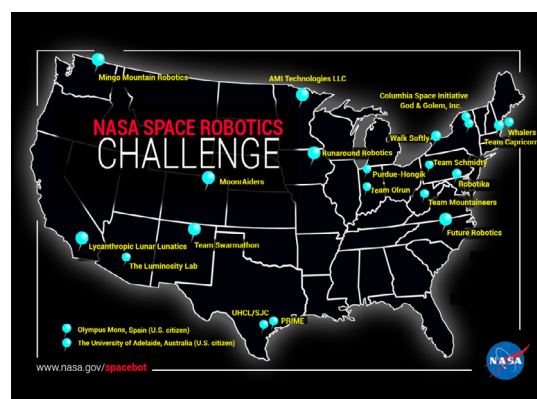 Mingo Mountain Robotics
AMI Technologies LLC
Columbia Space Initiative
God & Golem, Inc.
NASA SPACE ROBOTICS
CHALLENGE
Walk Softly
Whalers
Team Capricorn
Runaround Robotics
Team Schmidty
Purdue-Hongik
MoonRaiders
Robotika
Team Olrun
Team Mountaineers
Future Robotics
Lycanthropic Lunar Lunatics
Team Swarmathon
The Luminosity Lab
UHCL/SJC
PRIME
Olympus Mons, Spain (U.S. citizen)
The University of Adelaide, Australia (U.S. citizen)
www.nasa.gov/spacebot
NASA